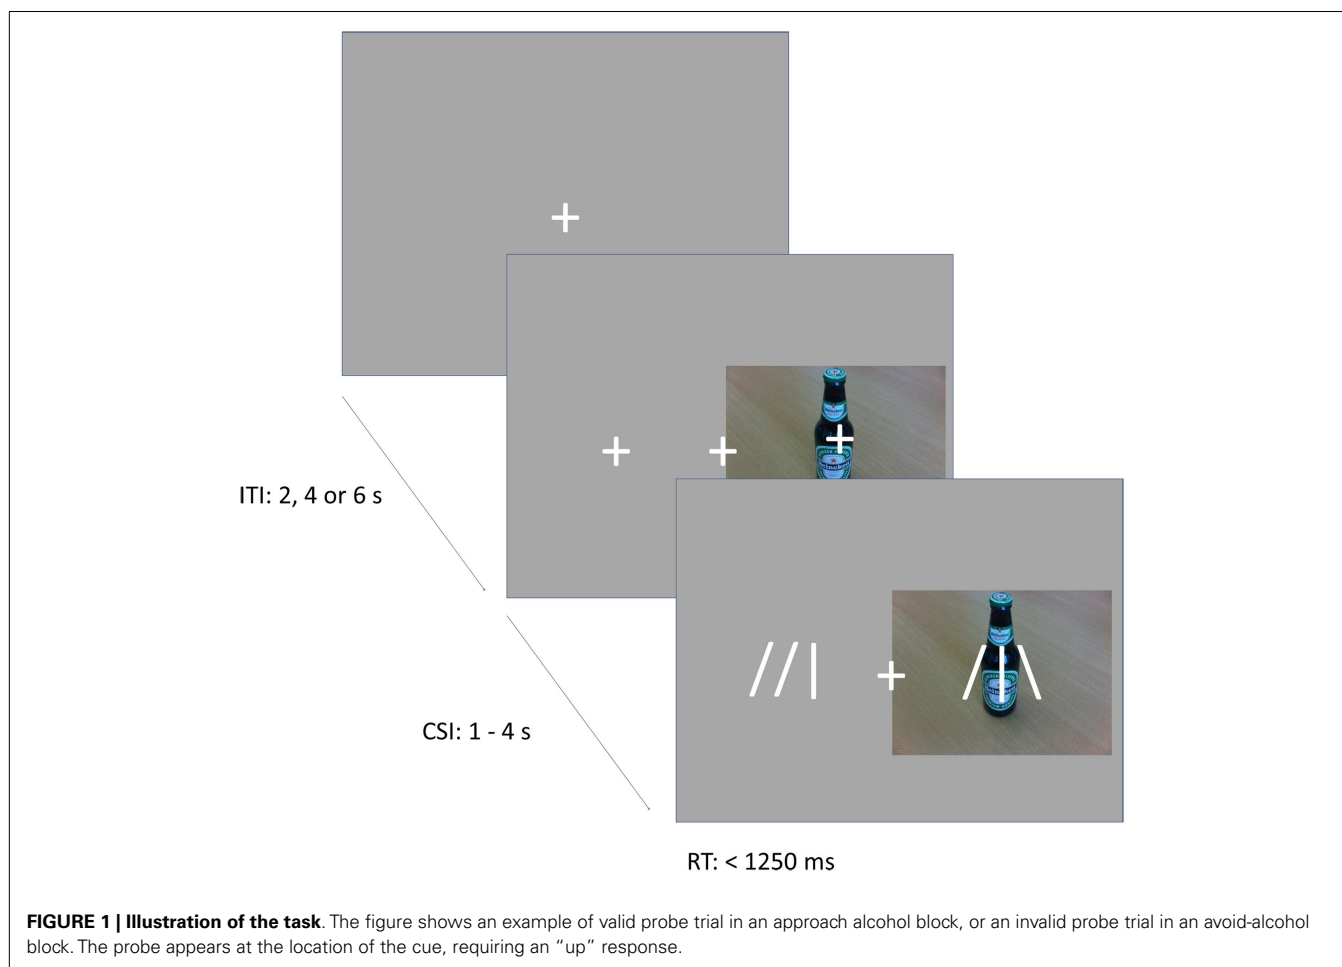 ITI: 2, 4 or 6 s
Heineken
CSI: 1 - 4 s
Heineken
RT: < 1250 ms
FIGURE 1 | Illustration of the task. The figure shows an example of valid probe trial in an approach alcohol block, or an invalid probe trial in an avoid-alcohol
block. The probe appears at the location of the cue, requiring an “up” response.